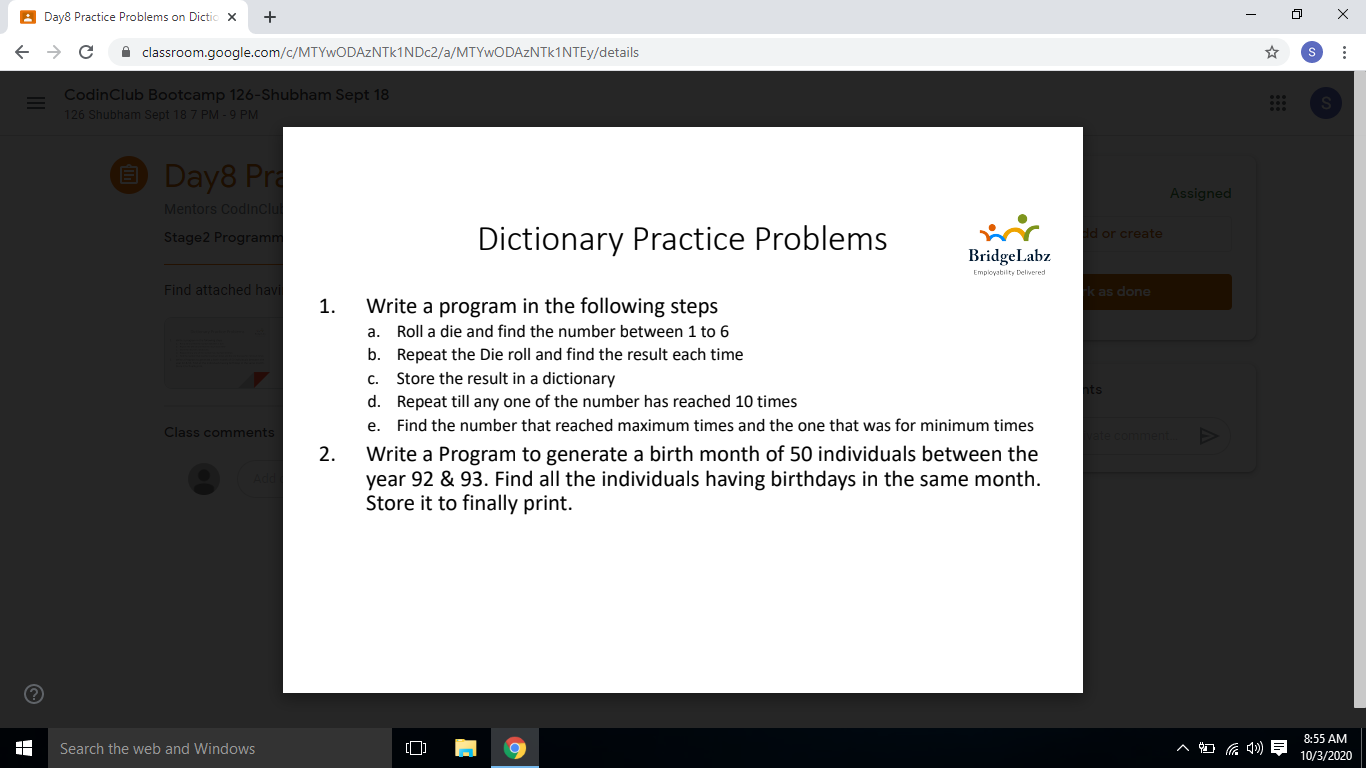 Day8 Practice Problems on Dictio
classroom.google.com/c/MTYwODAzNTk1NDc2/a/MTYwODAzNTk1NTEy/details
S
CodinClub Bootcamp 126-Shubham Sept 18
126 Shubham Sept 18 7 PM - 9 PM
S
Day8 Pra
Assigned
Mentors CodInClu
dd or create
Stage2 Programm
k as done
Find attached havi
nts
vate comment...
Class comments
Add
Dictionary Practice Problems
BridgeLabz
Employability Delivered
1. Write a program in the following steps
a. Roll a die and find the number between 1 to 6
b. Repeat the Die roll and find the result each time
c. Store the result in a dictionary
d. Repeat till any one of the number has reached 10 times
e. Find the number that reached maximum times and the one that was for minimum times
2. Write a Program to generate a birth month of 50 individuals between the
year 92 & 93. Find all the individuals having birthdays in the same month.
Store it to finally print.
Search the web and Windows
8:55 AM
10/3/2020